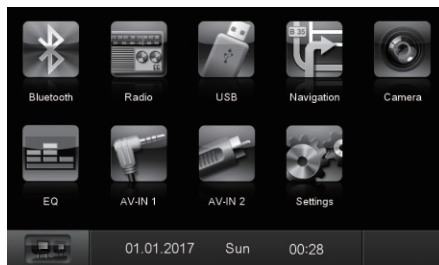 B 35
Bluetooth Radio USB Navigation Camera
EQ AV-IN 1 AV-IN 2 Settings
01.01.2017 Sun 00:28